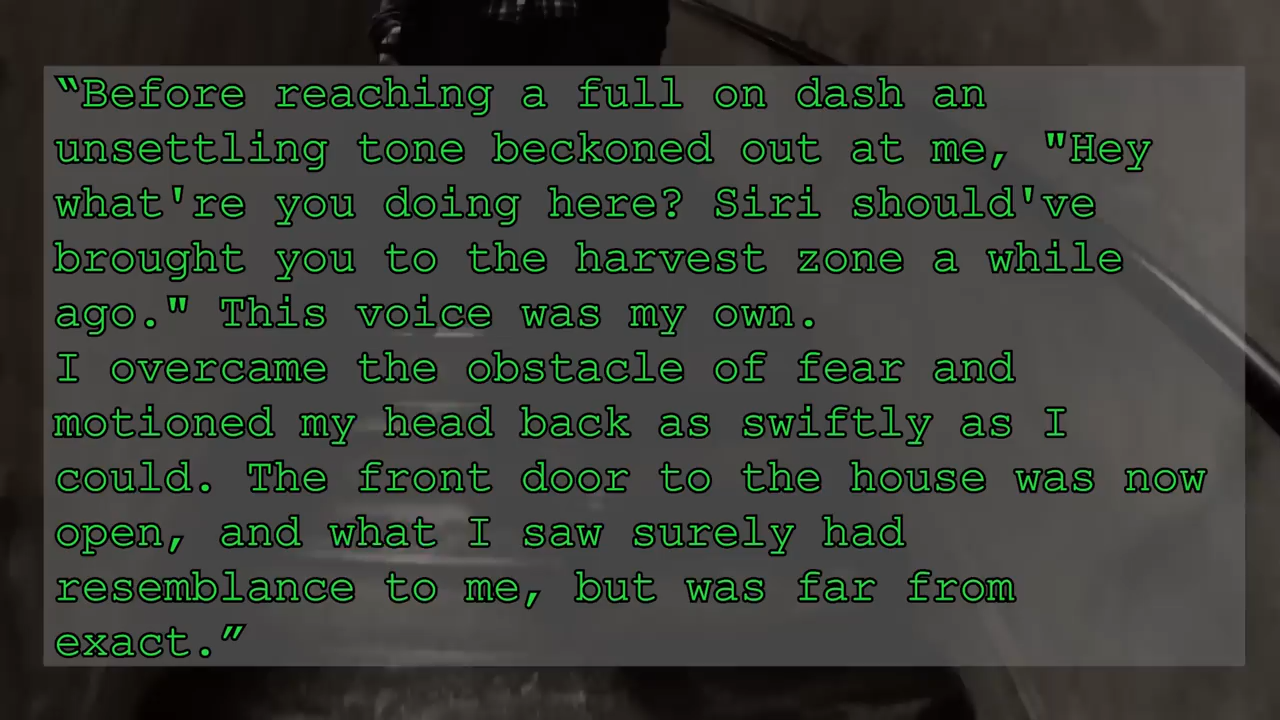 “Before reaching a full on dash an
unsettling tone beckoned out at me, "Hey
what're you doing here? Siri should've
brought you to the harvest zone a while
ago." This voice was my own.
I overcame the obstacle of fear and
motioned my head back as swiftly as I
could. The front door to the house was now
open, and what I saw surely had
resemblance to me, but was far from
exact.”